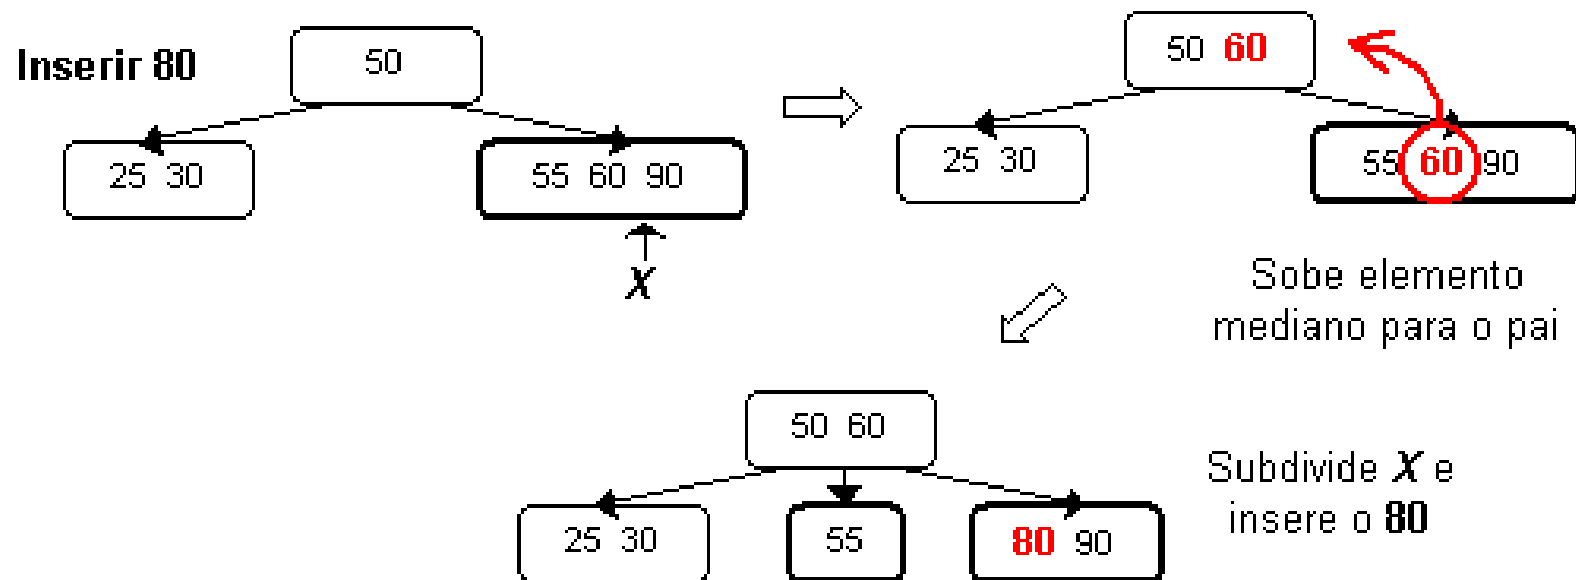 Inserir 80
50
25 30
55 60 90
X
50 60
25 30
55 60 90
Sobe elemento
mediano para o pai
50 60
25 30
55
80 90
Subdivide X e
insere o 80